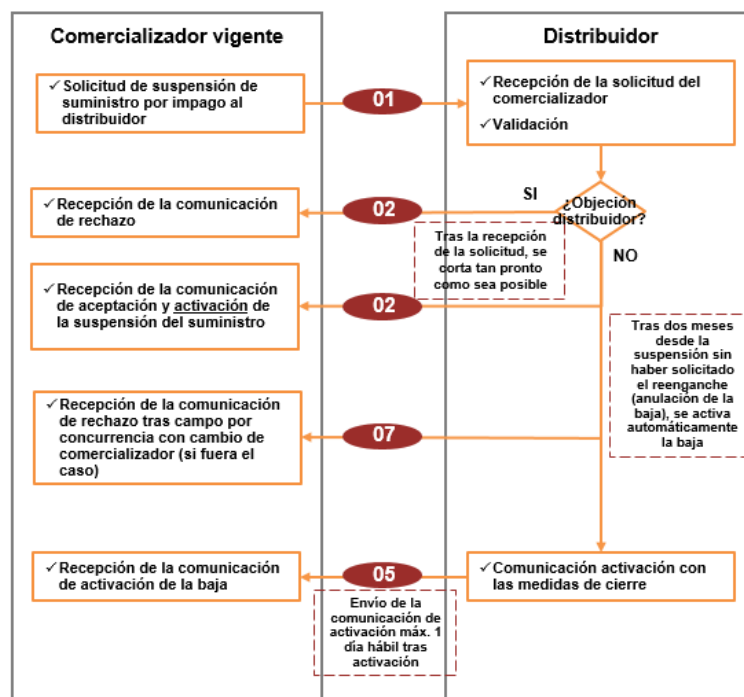 Comercializador vigente
Distribuidor
✓ Solicitud de suspensión de
suministro por impago al
distribuidor
01
✓ Recepción de la solicitud del
comercializador
✓ Validación
✓ Recepción de la comunicación
de rechazo
02
SI
¿Objeción
distribuidor?
NO
Tras la recepción
de la solicitud, se
corta tan pronto
como sea posible
✓ Recepción de la comunicación
de aceptación y activación de
la suspensión del suministro
02
Tras dos meses
desde la
suspensión sin
haber solicitado
el reenganche
(anulación de la
baja), se activa
automáticamente
la baja
✓ Recepción de la comunicación
de rechazo tras campo por
concurrencia con cambio de
comercializador (si fuera el
caso)
07
✓ Recepción de la comunicación
de activación de la baja
05
✓ Comunicación activación con
las medidas de cierre
Envío de la
comunicación de
activación máx. 1
día hábil tras
activación